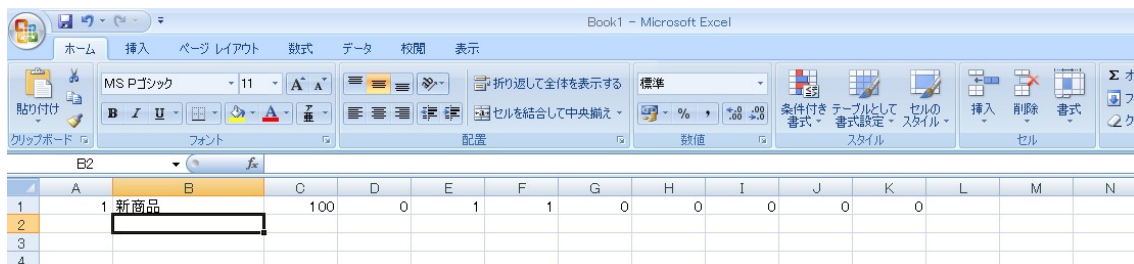 Book1 - Microsoft Excel
ホーム 挿入 ページ レイアウト 数式 データ 校閲 表示
貼り付け
MS Pゴシック 11 A A 折り返して全体を表示する 標準
B I U A セルを結合して中央揃え % ,
条件付き書式 テーブルとして書式設定 セルのスタイル 挿入 削除 書式 Σ
クリップボード フォント 配置 数値 スタイル セル
B2 fx
A B C D E F G H I J K L M N
1 1 新商品 100 0 1 1 0 0 0 0 0
2
3
4